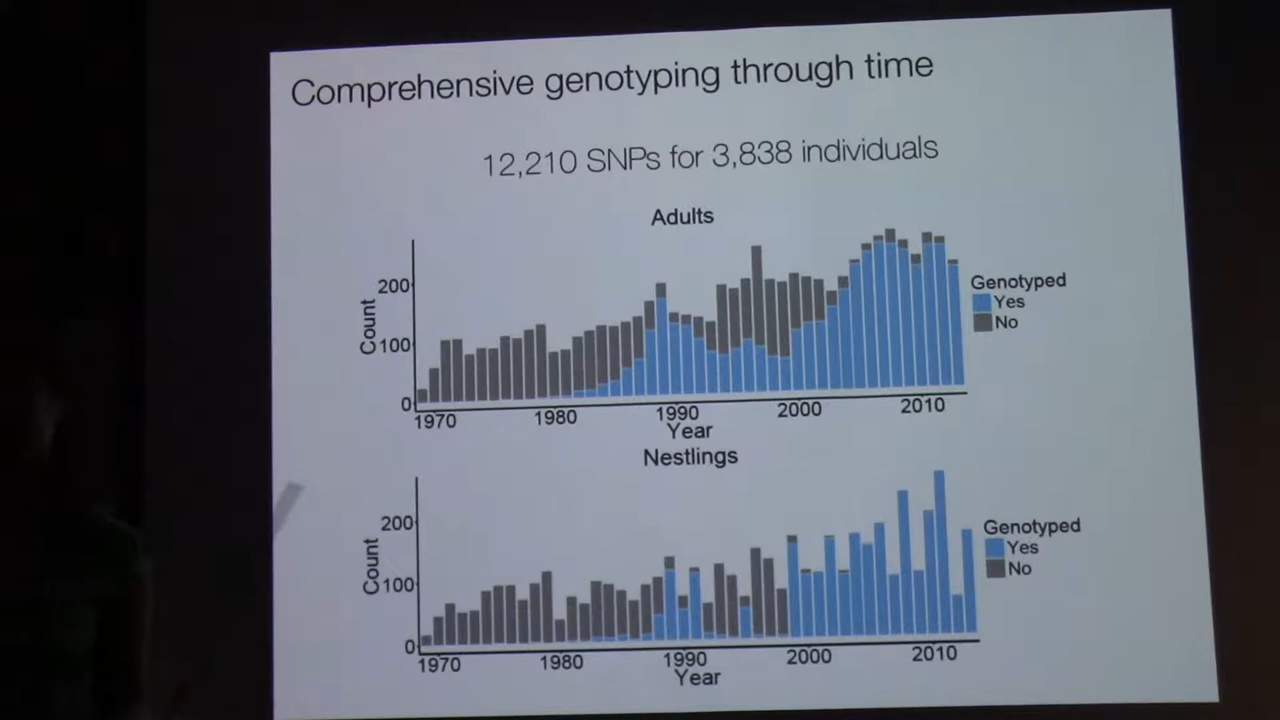 Comprehensive genotyping through time
12,210 SNPs for 3,838 individuals
Adults
Count
200
100
0
1970 1980 1990 2000 2010
Year
Genotyped
Yes
No
Nestlings
Count
200
100
0
1970 1980 1990 2000 2010
Year
Genotyped
Yes
No